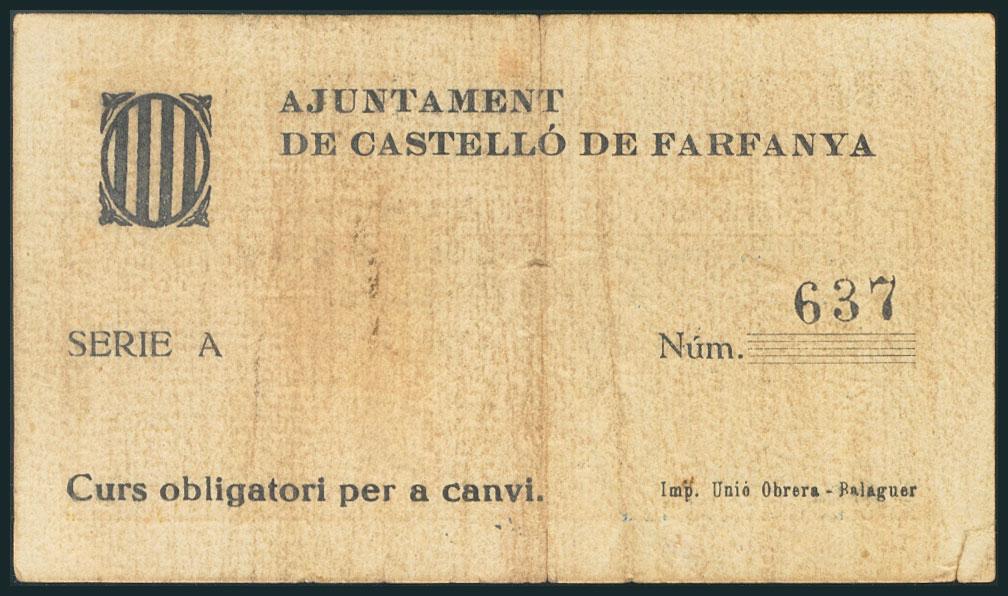 AJUNTAMENT
DE CASTELLÓ DE FARFANYA
637
SERIE A Núm.
Curs obligatori per a canvi.
Imp. Unió Obrera - Balaguer